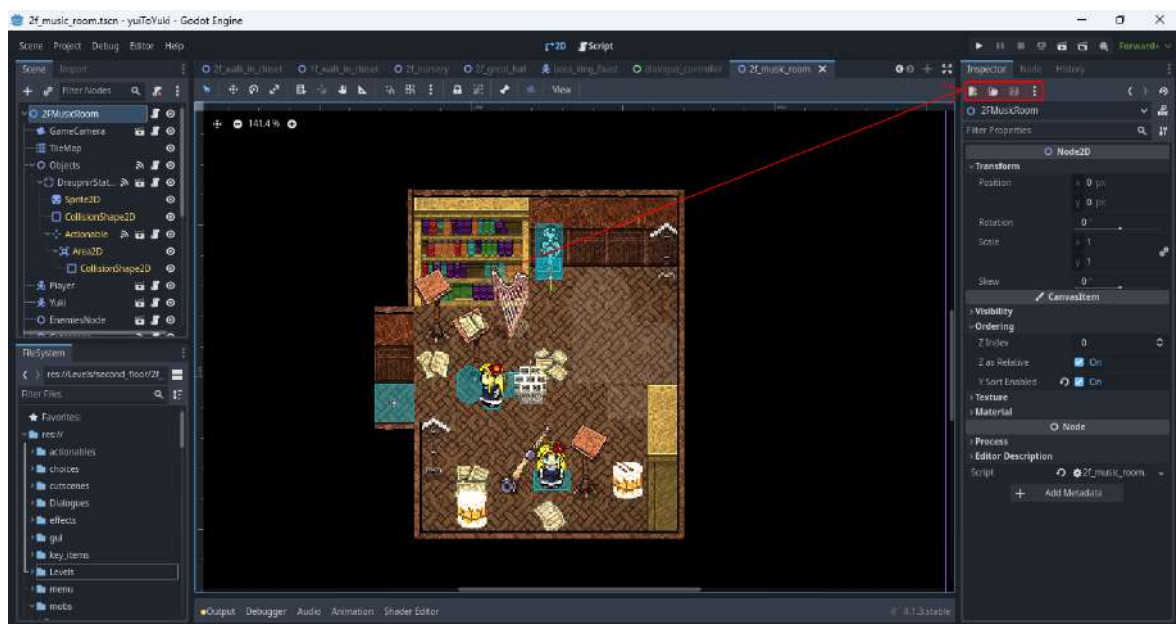 2f_music_room.tscn - yuiToYuki - Godot Engine
Scene Project Debug Editor Help
2D Script
Forward+
Scene Import
2f_walk_in_closet 1f_walk_in_closet 2f_nursery 2f_great_hall boss_king_faust dialogue_controller 2f_music_room
Inspector Node History
Filter Nodes
View
2FMusicRoom
GameCamera
TileMap
Objects
DraupnirStat..
Sprite2D
CollisionShape2D
Actionable
Area2D
CollisionShape2D
Player
Yuki
EnemiesNode
141.4 %
2FMusicRoom
Filter Properties
Node2D
Transform
Position x 0 px
y 0 px
Rotation 0 °
Scale x 1
y 1
Skew 0 °
CanvasItem
Visibility
Ordering
Z Index 0
Z as Relative On
Y Sort Enabled On
Texture
Material
Node
Process
Editor Description
Script 2f_music_room.
Add Metadata
FileSystem
res://Levels/second_floor/2f_
Filter Files
Favorites:
res://
actionables
choices
cutscenes
Dialogues
effects
gui
key_items
Levels
menu
mobs
Output Debugger Audio Animation Shader Editor
4.1.3.stable